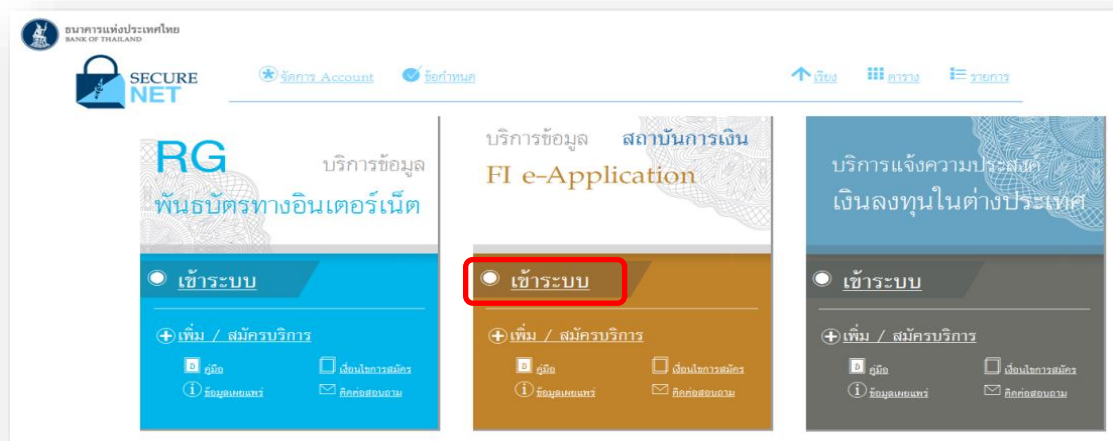 ธนาคารแห่งประเทศไทย
BANK OF THAILAND
SECURE
NET
จัดการ Account
ข้อกำหนด
เรียง
ตาราง
รายการ
RG บริการข้อมูล
พันธบัตรทางอินเตอร์เน็ต
เข้าระบบ
เพิ่ม / สมัครบริการ
คู่มือ
เงื่อนไขการสมัคร
ข้อมูลเผยแพร่
ติดต่อสอบถาม
บริการข้อมูล สถาบันการเงิน
FI e-Application
เข้าระบบ
เพิ่ม / สมัครบริการ
คู่มือ
เงื่อนไขการสมัคร
ข้อมูลเผยแพร่
ติดต่อสอบถาม
บริการแจ้งความประสงค์
เงินลงทุนในต่างประเทศ
เข้าระบบ
เพิ่ม / สมัครบริการ
คู่มือ
เงื่อนไขการสมัคร
ข้อมูลเผยแพร่
ติดต่อสอบถาม